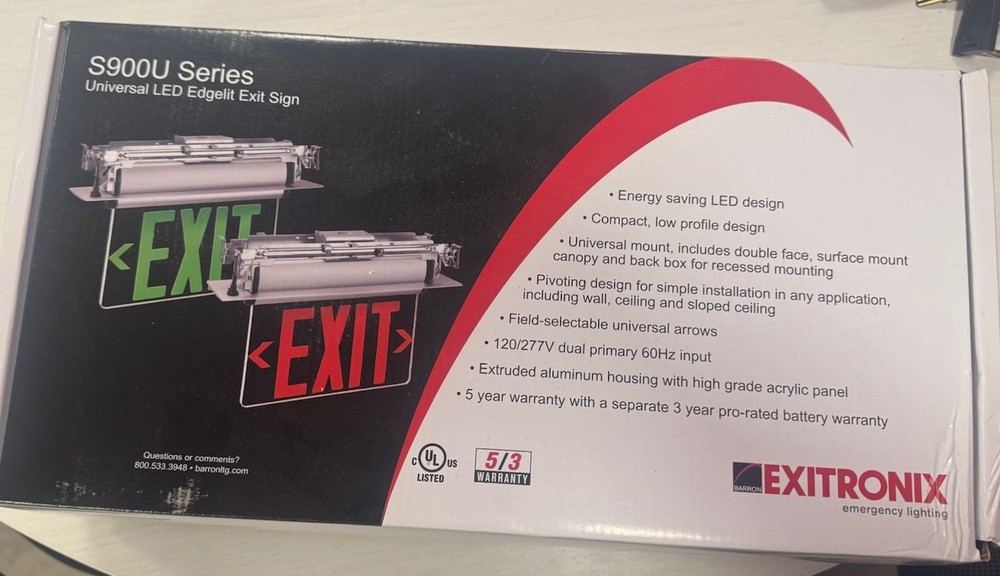 S900U Series
Universal LED Edgelit Exit Sign
<EXIT
<EXIT>
• Energy saving LED design
• Compact, low profile design
• Universal mount, includes double face, surface mount
canopy and back box for recessed mounting
• Pivoting design for simple installation in any application,
including wall, ceiling and sloped ceiling
• Field-selectable universal arrows
• 120/277V dual primary 60Hz input
• Extruded aluminum housing with high grade acrylic panel
• 5 year warranty with a separate 3 year pro-rated battery warranty
Questions or comments?
800.533.3948 • barronltg.com
C UL US
LISTED
5/3
WARRANTY
BARRON EXITRONIX
emergency lighting